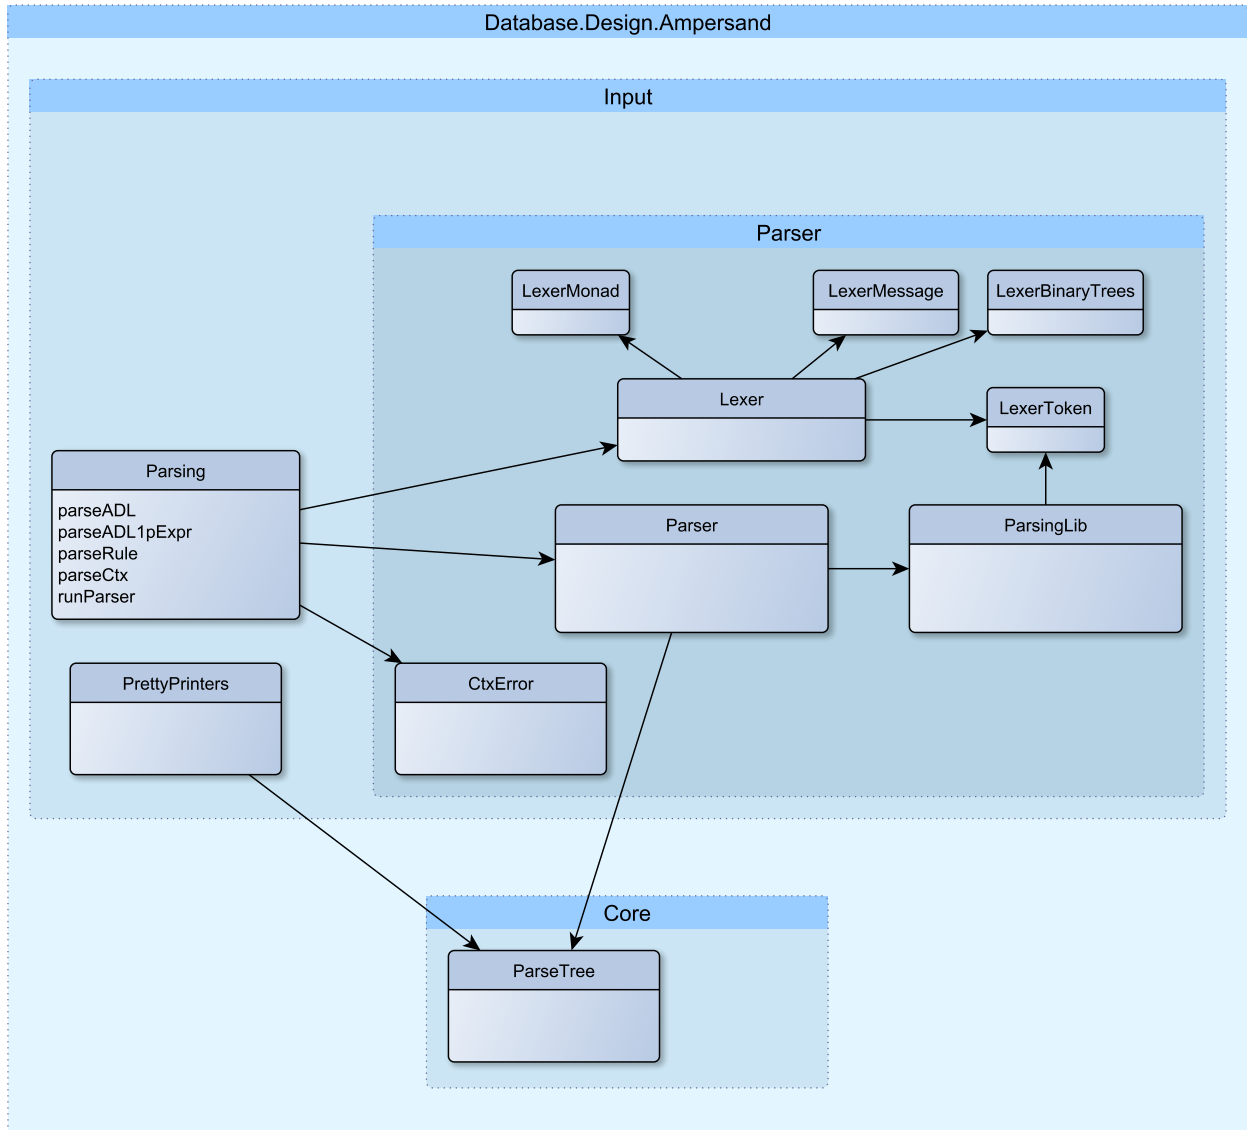 Database.Design.Ampersand
Input
Parser
LexerMonad
LexerMessage
LexerBinaryTrees
Lexer
LexerToken
Parsing
parseADL
parseADL1pExpr
parseRule
parseCtx
runParser
Parser
ParsingLib
PrettyPrinters
CtxError
Core
ParseTree